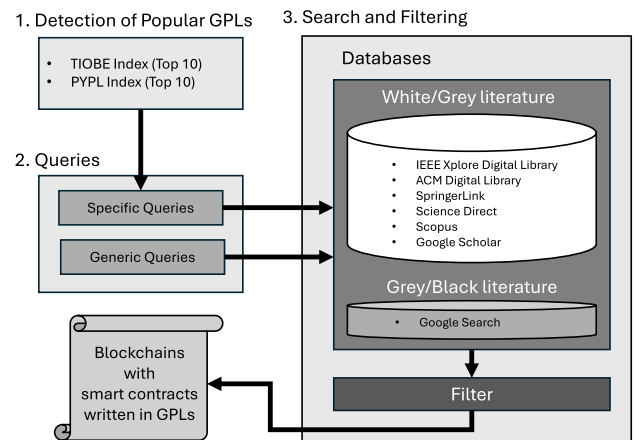 1. Detection of Popular GPLs
• TIOBE Index (Top 10)
• PYPL Index (Top 10)
2. Queries
Specific Queries
Generic Queries
3. Search and Filtering
Databases
White/Grey literature
• IEEE Xplore Digital Library
• ACM Digital Library
• SpringerLink
• Science Direct
• Scopus
• Google Scholar
Grey/Black literature
• Google Search
Filter
Blockchains
with
smart contracts
written in GPLs